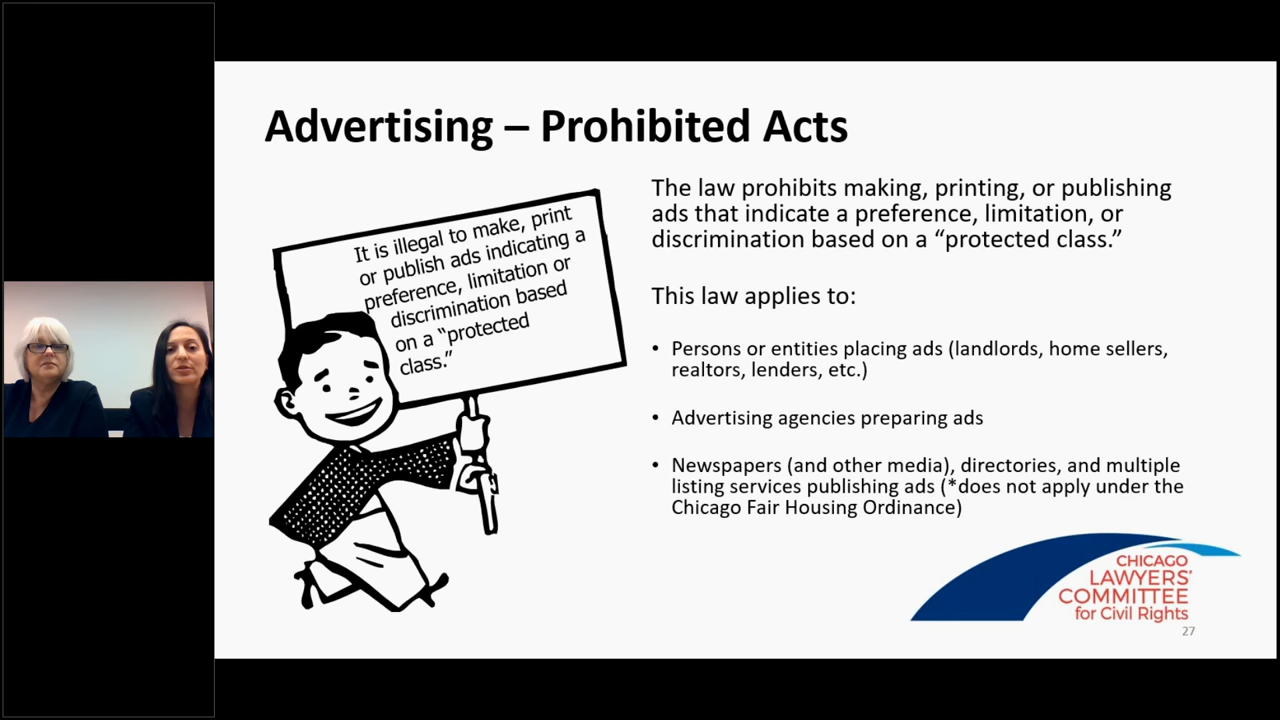 Advertising – Prohibited Acts
It is illegal to make, print
or publish ads indicating a
preference, limitation or
discrimination based
on a “protected
class.”
The law prohibits making, printing, or publishing
ads that indicate a preference, limitation, or
discrimination based on a “protected class.”
This law applies to:
• Persons or entities placing ads (landlords, home sellers,
realtors, lenders, etc.)
• Advertising agencies preparing ads
• Newspapers (and other media), directories, and multiple
listing services publishing ads (*does not apply under the
Chicago Fair Housing Ordinance)
CHICAGO
LAWYERS’
COMMITTEE
for Civil Rights
27